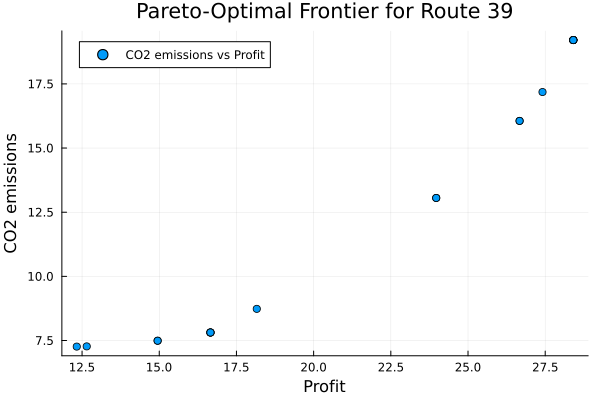 Pareto-Optimal Frontier for Route 39
CO2 emissions vs Profit
CO2 emissions
17.5
15.0
12.5
10.0
7.5
12.5 15.0 17.5 20.0 22.5 25.0 27.5
Profit